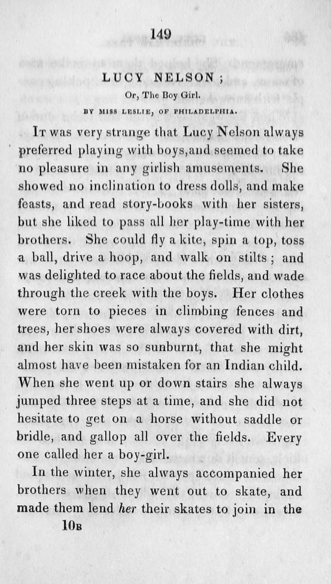 149
LUCY NELSON;
Or, The Boy Girl.
BY MISS LESLIE, OF PHILADELPHIA.
IT was very strange that Lucy Nelson always
preferred playing with boys,and seemed to take
no pleasure in any girlish amusements. She
showed no inclination to dress dolls, and make
feasts, and read story-books with her sisters,
but she liked to pass all her play-time with her
brothers. She could fly a kite, spin a top, toss
a ball, drive a hoop, and walk on stilts; and
was delighted to race about the fields, and wade
through the creek with the boys. Her clothes
were torn to pieces in climbing fences and
trees, her shoes were always covered with dirt,
and her skin was so sunburnt, that she might
almost have been mistaken for an Indian child.
When she went up or down stairs she always
jumped three steps at a time, and she did not
hesitate to get on a horse without saddle or
bridle, and gallop all over the fields. Every
one called her a boy-girl.
In the winter, she always accompanied her
brothers when they went out to skate, and
made them lend her their skates to join in the
10B